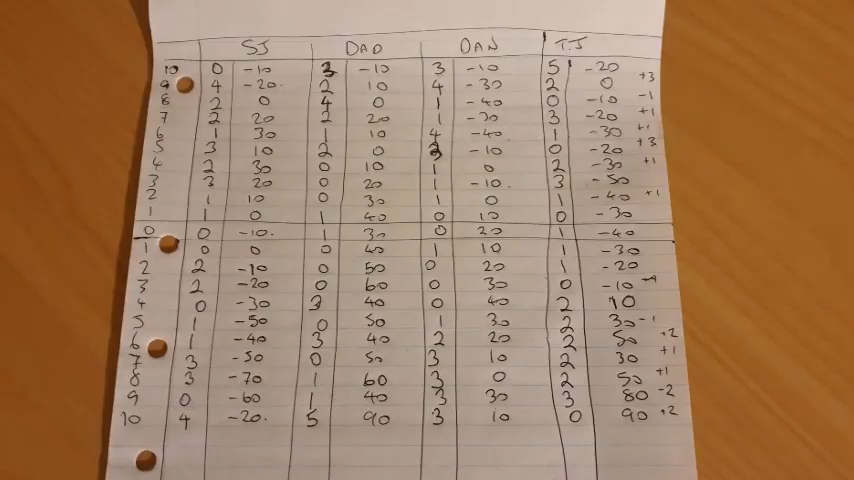 SJ DAD DAN TJ
10 0 -10 3 -10 3 -10 5 -20
9 4 -20 2 10 4 -30 2 0 +3
8 2 0 4 0 1 -40 0 -10 -1
7 2 20 2 20 1 -30 3 -20 +1
6 1 30 1 10 4 -40 1 -30 +1
5 3 10 2 0 -10 0 -20 +3
4 2 30 0 10 1 0 2 -30 +1
3 3 20 0 20 1 -10 3 -50
2 1 10 0 30 1 0 1 -40 +1
1 1 0 1 40 0 10 0 -30
0 0 -10 1 30 0 20 1 -40
1 0 0 0 40 1 10 1 -30
2 2 -10 0 50 0 20 1 -20
3 2 -20 0 60 0 30 0 -10
4 0 -30 3 40 0 40 2 10
5 1 -50 0 50 1 30 2 30 -1
6 1 -40 3 40 2 20 2 50 +2
7 3 -50 0 50 3 10 2 30 +1
8 3 -70 1 60 3 0 2 50 +1
9 0 -60 1 40 3 30 3 80 -2
10 4 -20 5 90 3 10 0 90 +2